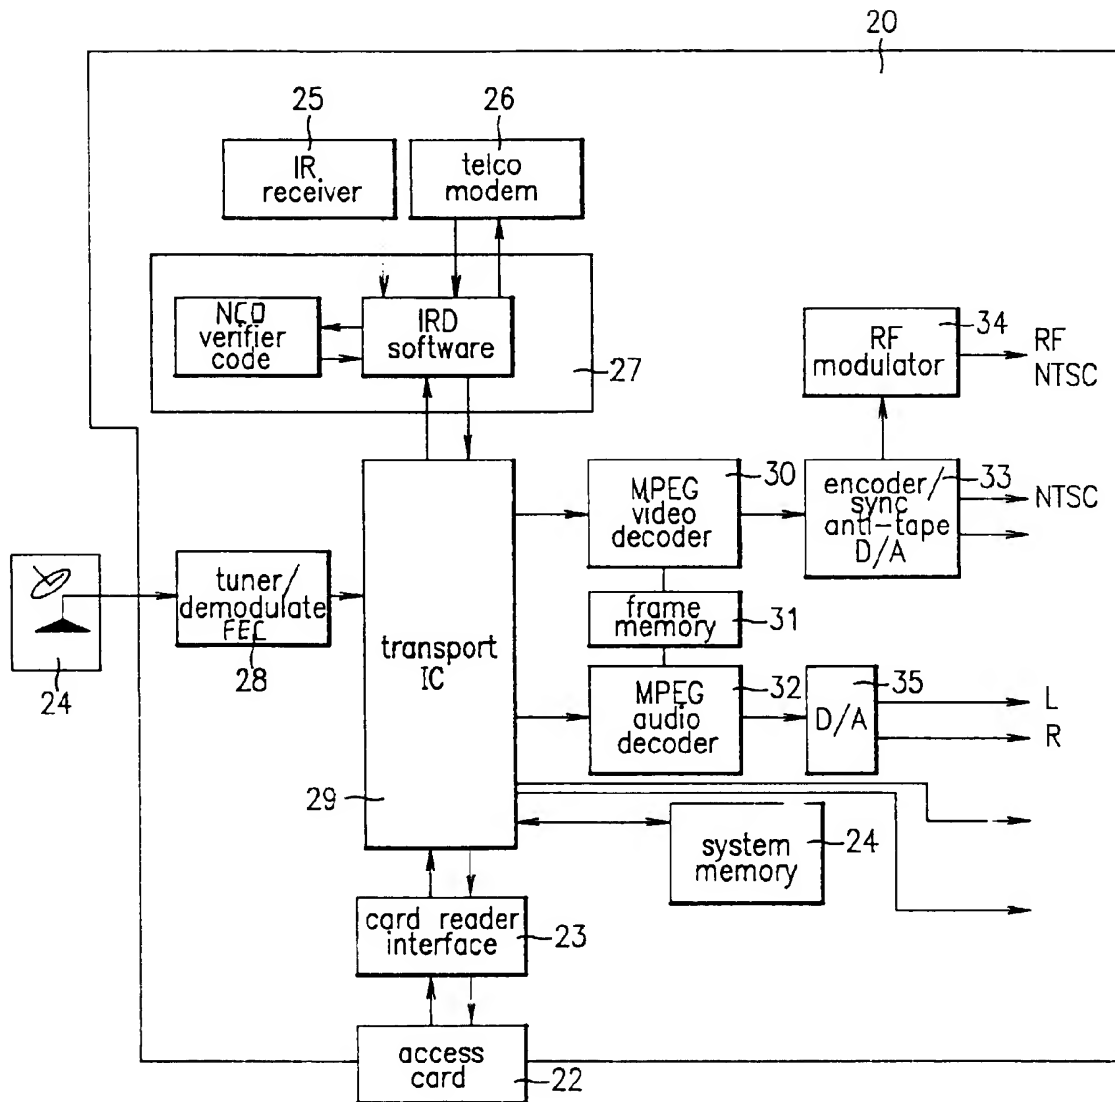 20
25
26
IR
receiver
telco
modem
NCD
verifier
code
IRD
software
27
RF
modulator
34
RF
NTSC
MPEG
video
decoder
30
encoder/
sync
anti-tape
D/A
33
NTSC
24
tuner/
demodulate
FEC
28
transport
IC
29
frame
memory
31
MPEG
audio
decoder
32
35
D/A
L
R
system
memory
24
card reader
interface
23
access
card
22